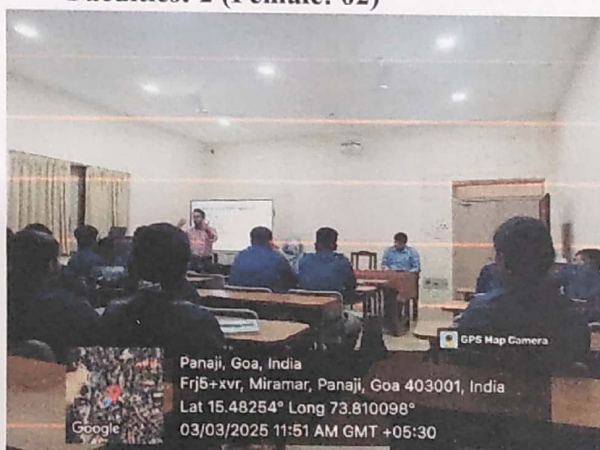 Faculties: 2 (Female: 02)
GPS Map Camera
Panaji, Goa, India
Frj5+xvr, Miramar, Panaji, Goa 403001, India
Lat 15.48254° Long 73.810098°
03/03/2025 11:51 AM GMT +05:30
Google